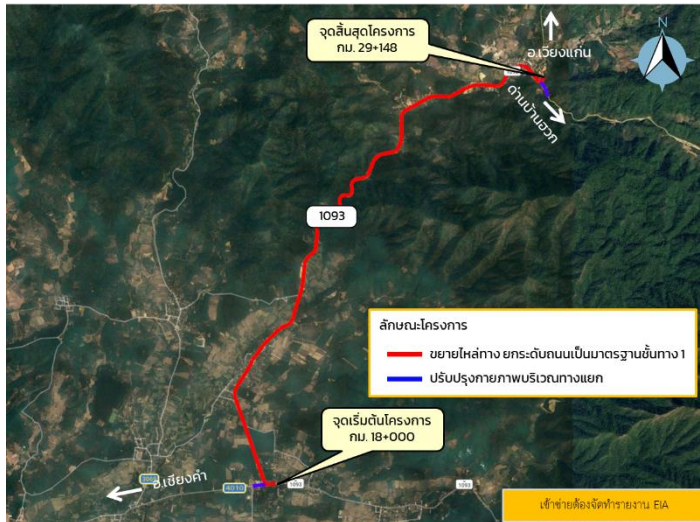 จุดสิ้นสุดโครงการ
กม. 29+148
อ.เวียงแก่น
N
ด่านบ้านฮวก
1093
ลักษณะโครงการ
ขยายไหล่ทาง ยกระดับถนนเป็นมาตรฐานชั้นทาง 1
ปรับปรุงกายภาพบริเวณทางแยก
จุดเริ่มต้นโครงการ
กม. 18+000
อ.เชียงคำ
4010
1093
1093
เข้าข่ายต้องจัดทำรายงาน EIA